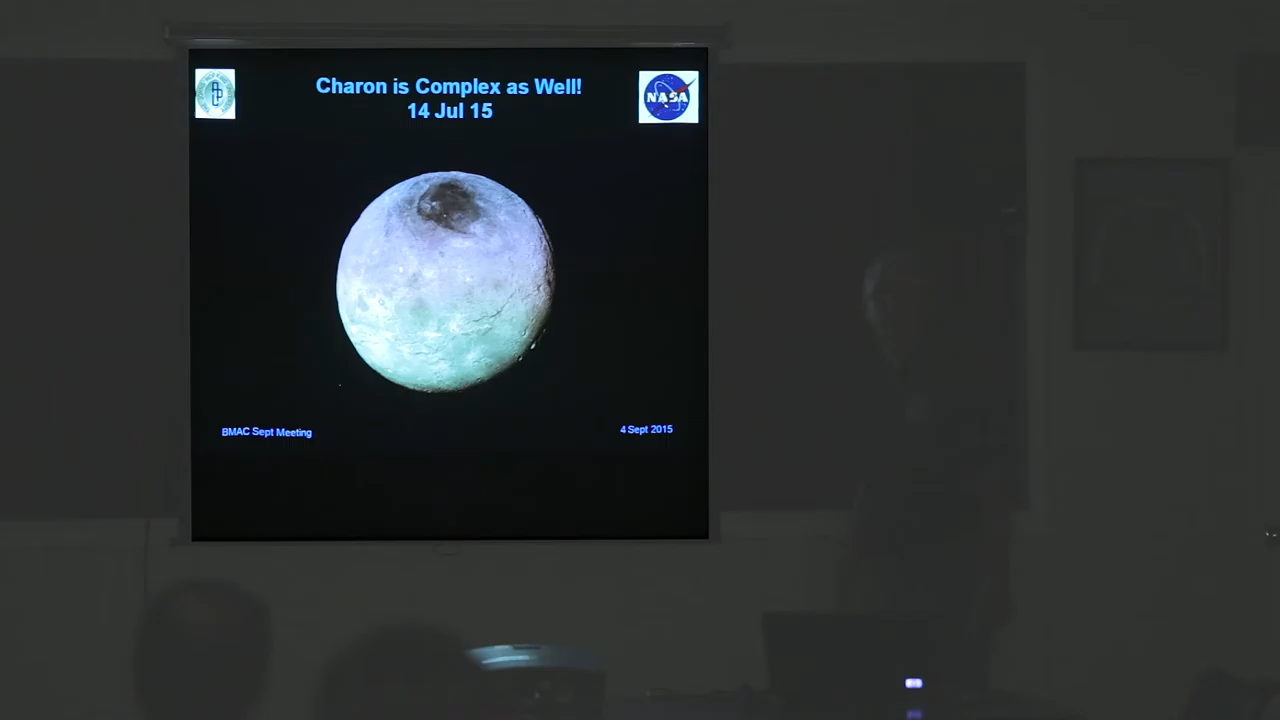 Charon is Complex as Well!
14 Jul 15
NASA
BMAC Sept Meeting
4 Sept 2015